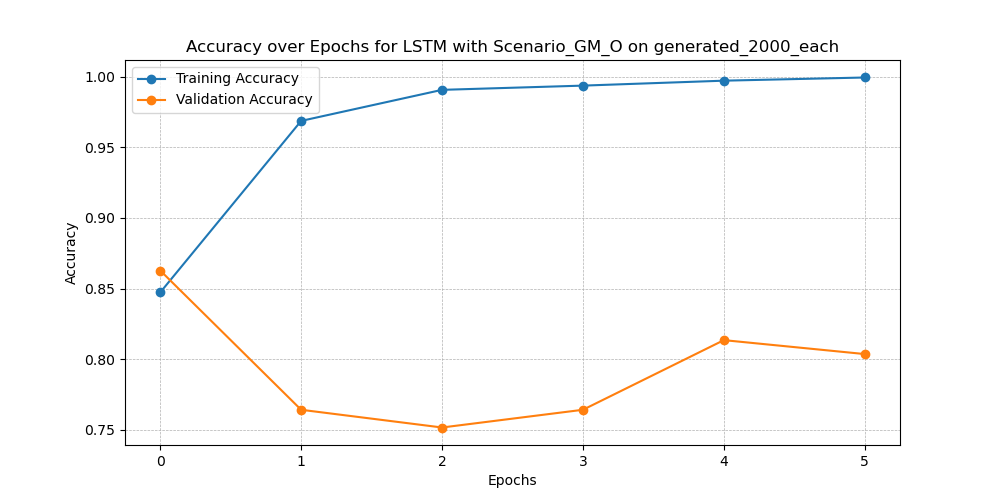 Accuracy over Epochs for LSTM with Scenario_GM_O on generated_2000_each
Training Accuracy
Validation Accuracy
1.00
0.95
0.90
0.85
0.80
0.75
Accuracy
0 1 2 3 4 5
Epochs